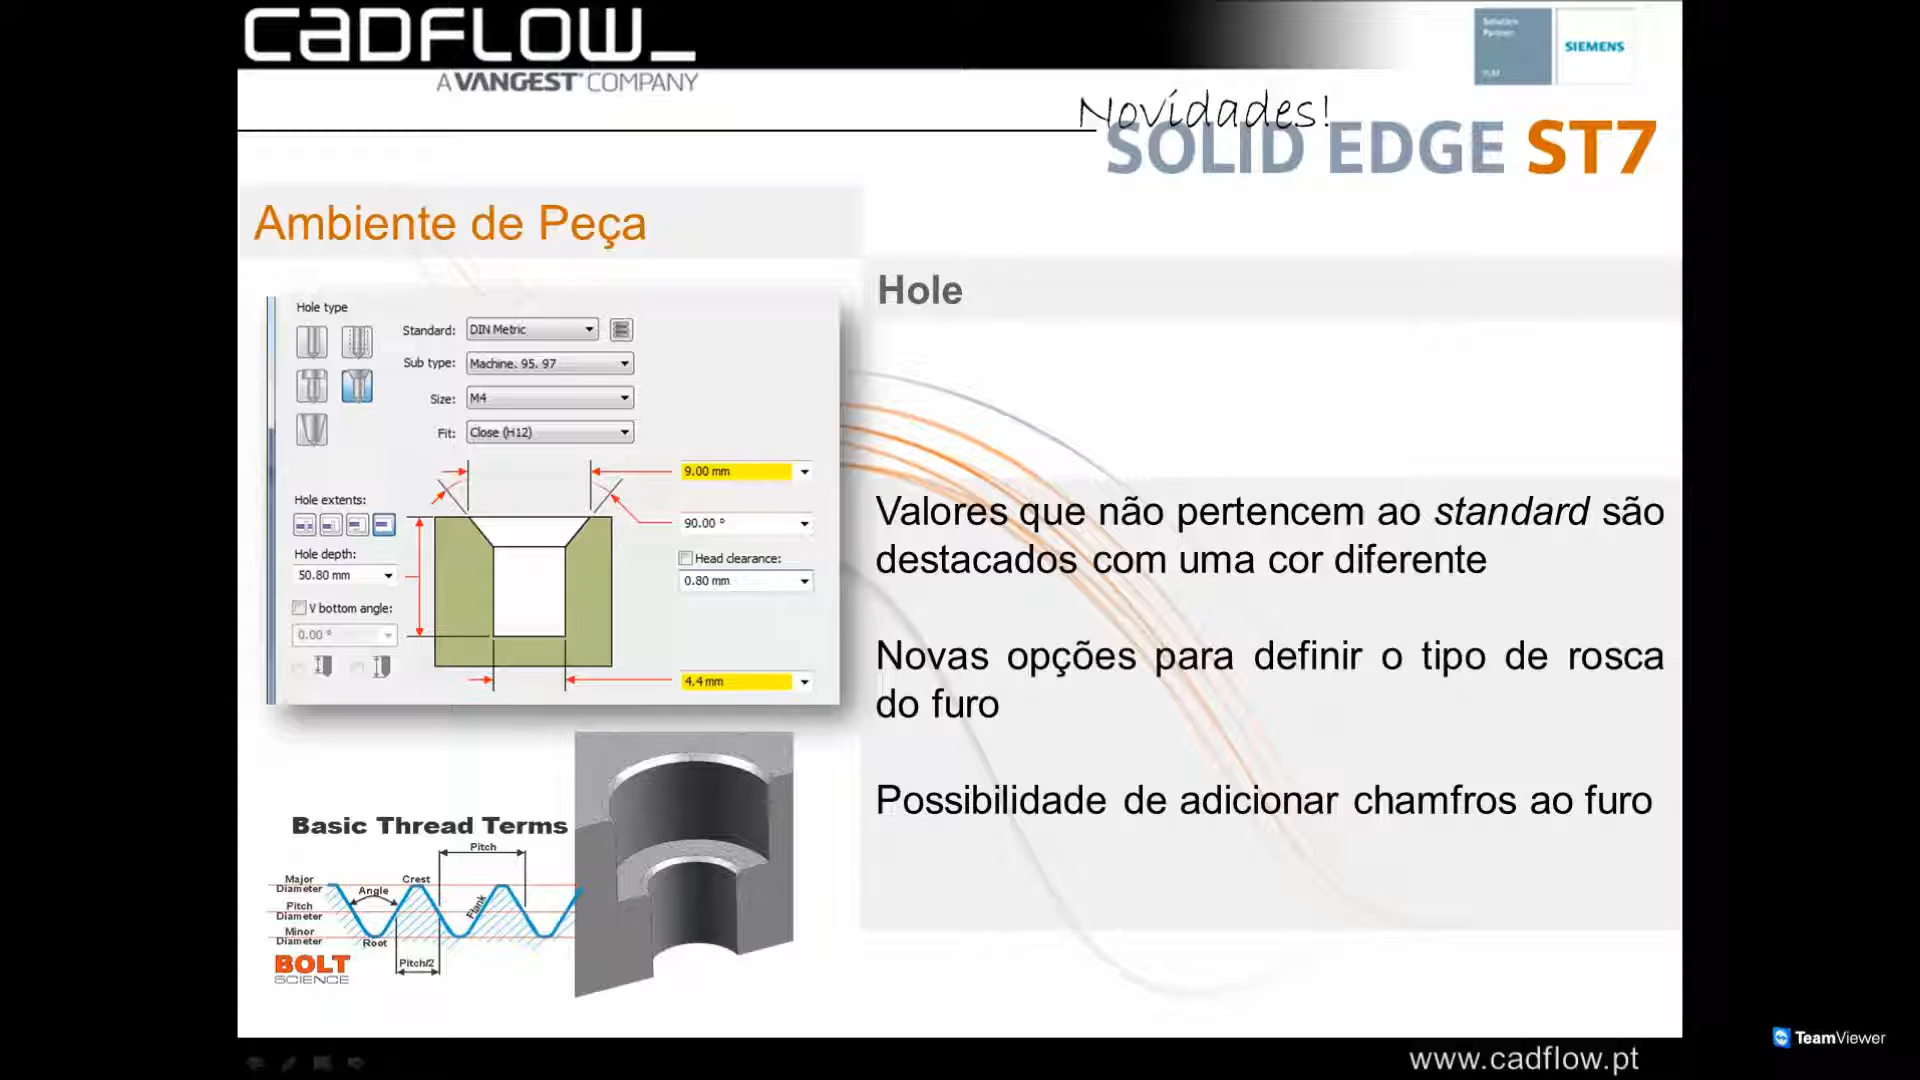 CADFLOW_
A VANGEST COMPANY
Solution
Partner
PLM
SIEMENS
Novidades!
SOLID EDGE ST7
Ambiente de Peça
Hole
Hole type
Standard: DIN Metric
Sub type: Machine. 95. 97
Size: M4
Fit: Close (H12)
9.00 mm
Hole extents:
90.00 °
Hole depth:
Head clearance:
50.80 mm
0.80 mm
V bottom angle:
0.00 °
4.4 mm
Valores que não pertencem ao standard são
destacados com uma cor diferente
Novas opções para definir o tipo de rosca
do furo
Possibilidade de adicionar chamfros ao furo
Basic Thread Terms
Pitch
Major
Diameter
Angle
Crest
Pitch
Diameter
Flank
Minor
Diameter
Root
Pitch/2
BOLT
SCIENCE
TeamViewer
www.cadflow.pt